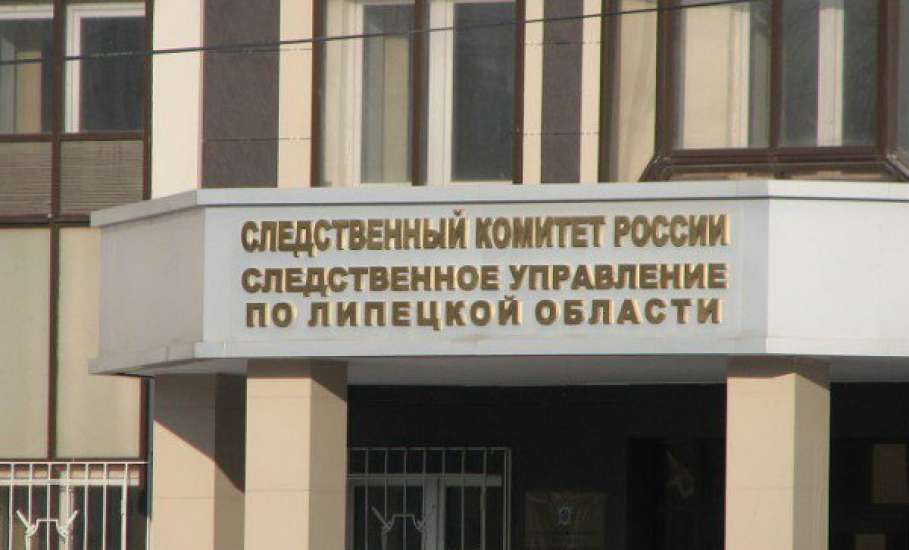 СЛЕДСТВЕННЫЙ КОМИТЕТ РОССИИ
СЛЕДСТВЕННОЕ УПРАВЛЕНИЕ
ПО ЛИПЕЦКОЙ ОБЛАСТИ